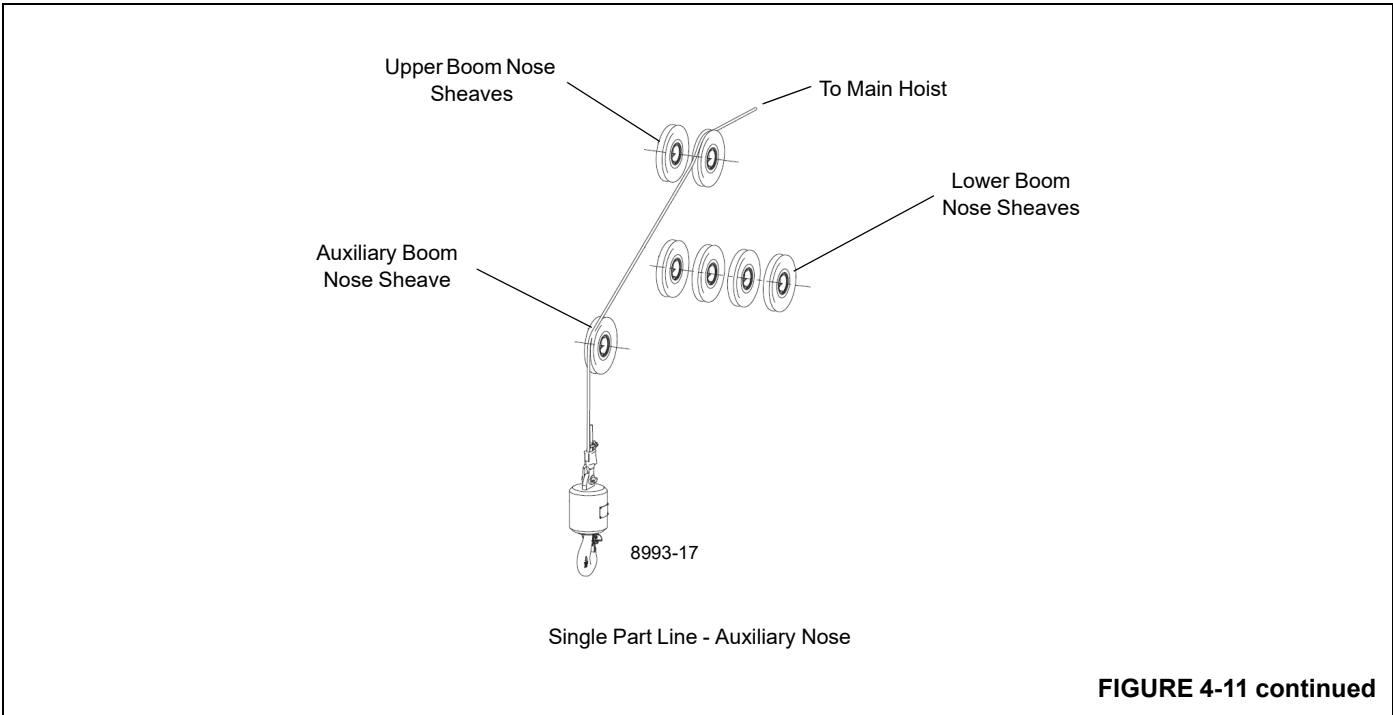 Upper Boom Nose
Sheaves
To Main Hoist
Lower Boom
Nose Sheaves
Auxiliary Boom
Nose Sheave
8993-17
Single Part Line - Auxiliary Nose
FIGURE 4-11 continued